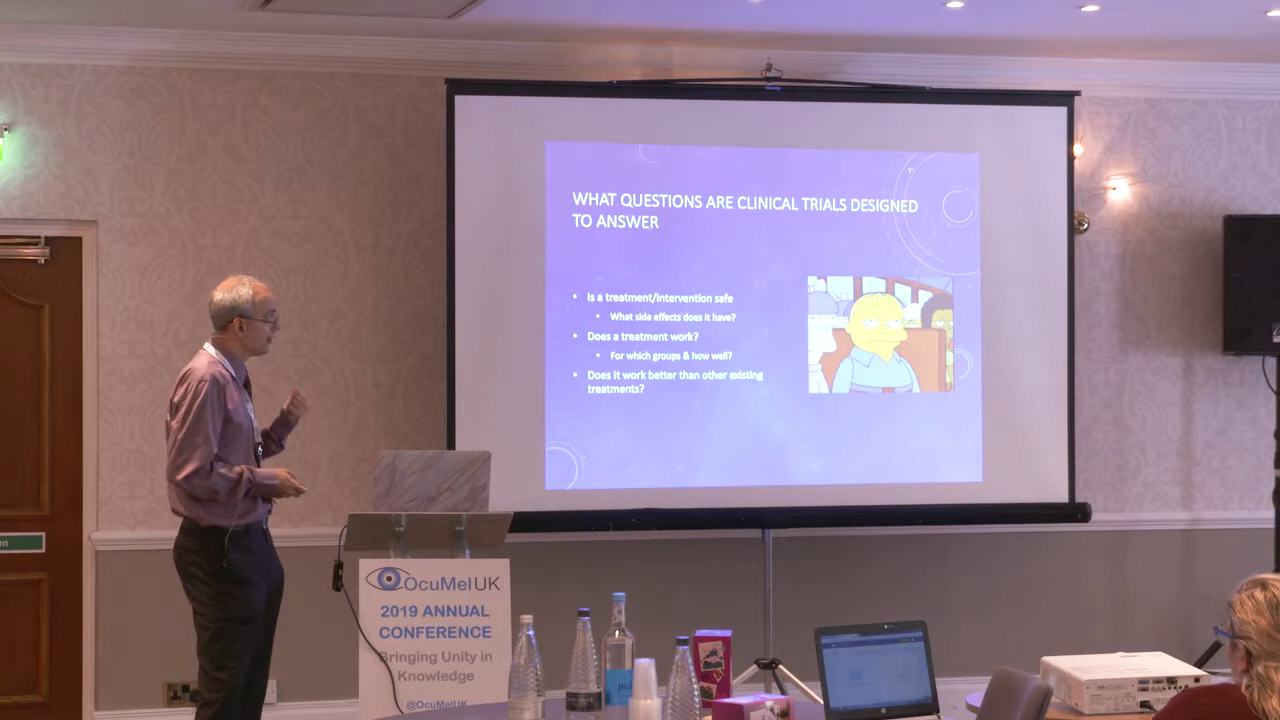 WHAT QUESTIONS ARE CLINICAL TRIALS DESIGNED
TO ANSWER
• Is a treatment/intervention safe
• What side effects does it have?
• Does a treatment work?
• For which groups & how well?
• Does it work better than other existing
treatments?
OcuMelUK
2019 ANNUAL
CONFERENCE
Bringing Unity in
Knowledge
@OcuMelUK